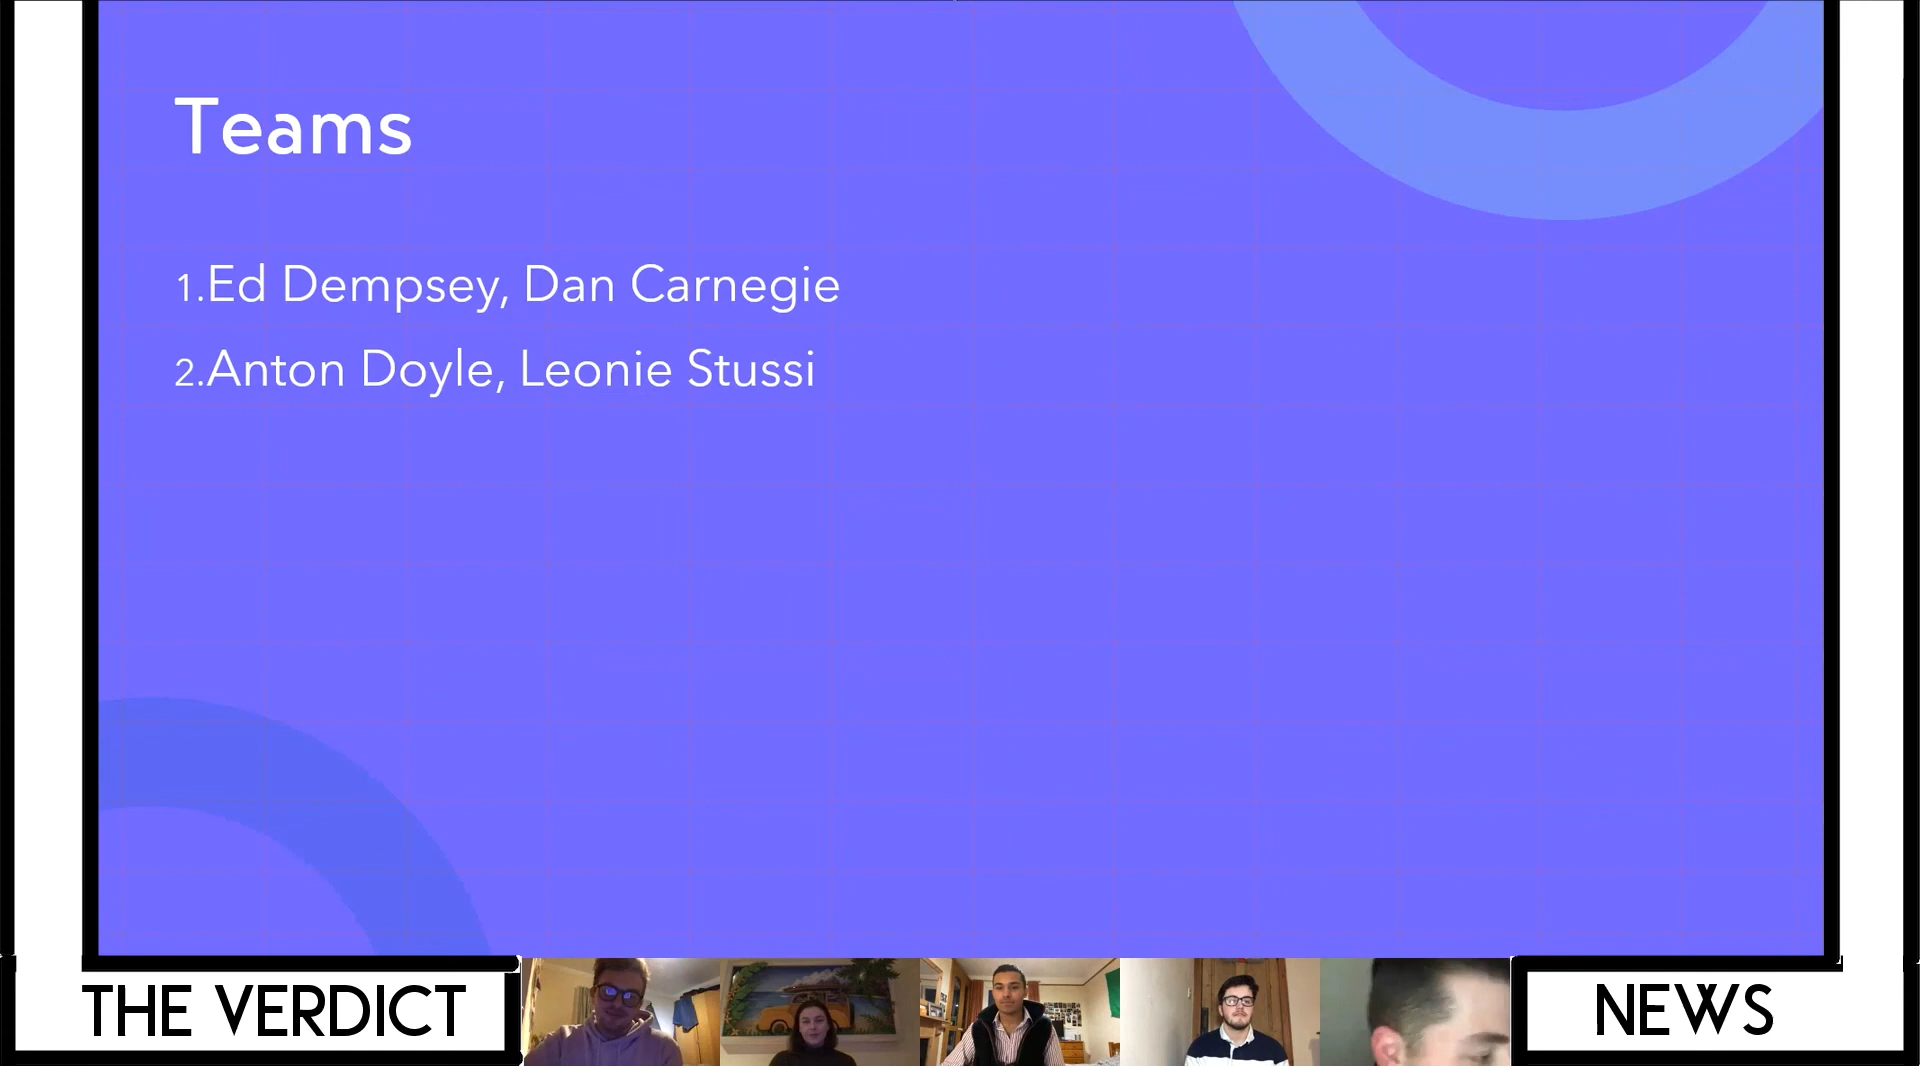 Teams
1.Ed Dempsey, Dan Carnegie
2.Anton Doyle, Leonie Stussi
THE VERDICT
NEWS